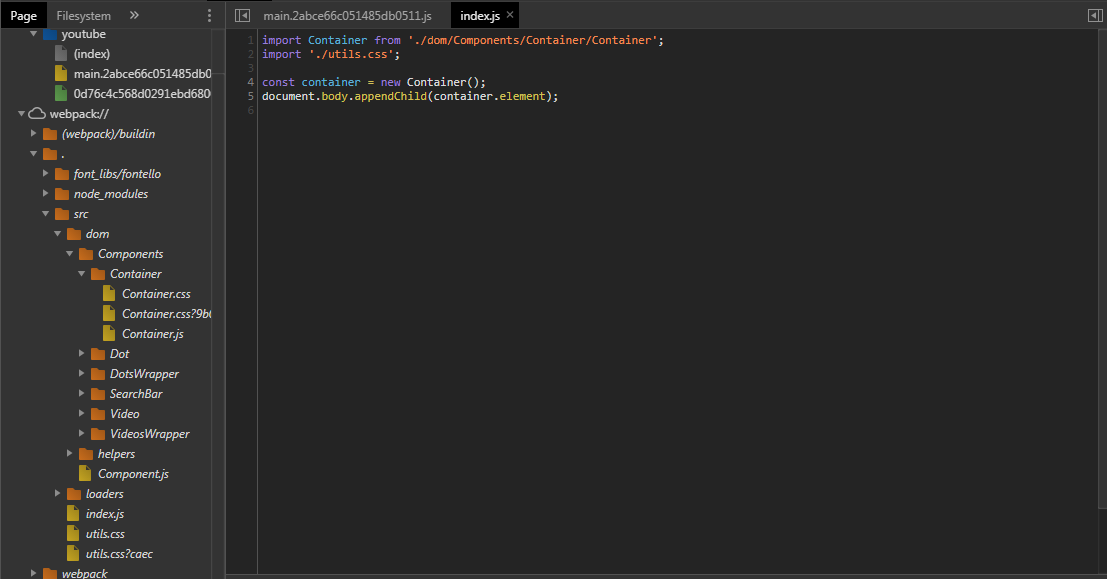 Page Filesystem »
main.2abce66c051485db0511.js
index.js ×
youtube
(index)
main.2abce66c051485db0
0d76c4c568d0291ebd680
webpack://
(webpack)/buildin
.
font_libs/fontello
node_modules
src
dom
Components
Container
Container.css
Container.css?9b
Container.js
Dot
DotsWrapper
SearchBar
Video
VideosWrapper
helpers
Component.js
loaders
index.js
utils.css
utils.css?caec
webpack
1 import Container from './dom/Components/Container/Container';
2 import './utils.css';
3
4 const container = new Container();
5 document.body.appendChild(container.element);
6